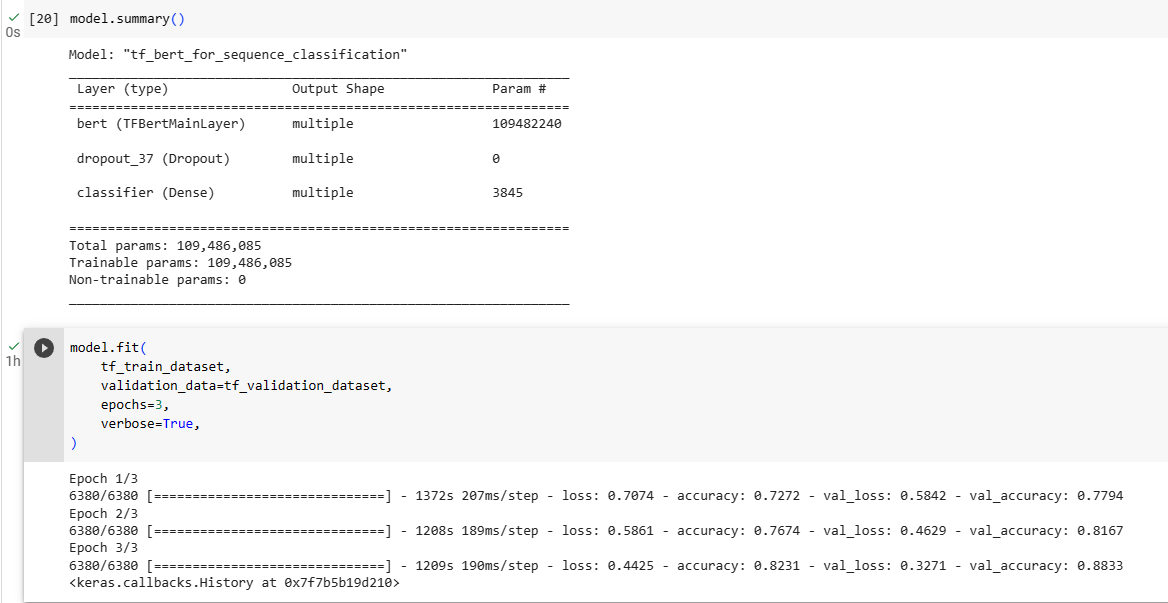 [20] model.summary()
0s
Model: "tf_bert_for_sequence_classification"
_________________________________________________________________
Layer (type) Output Shape Param #
=================================================================
bert (TFBertMainLayer) multiple 109482240
dropout_37 (Dropout) multiple 0
classifier (Dense) multiple 3845
=================================================================
Total params: 109,486,085
Trainable params: 109,486,085
Non-trainable params: 0
_________________________________________________________________
model.fit(
1h
tf_train_dataset,
validation_data=tf_validation_dataset,
epochs=3,
verbose=True,
)
Epoch 1/3
6380/6380 [==============================] - 1372s 207ms/step - loss: 0.7074 - accuracy: 0.7272 - val_loss: 0.5842 - val_accuracy: 0.7794
Epoch 2/3
6380/6380 [==============================] - 1208s 189ms/step - loss: 0.5861 - accuracy: 0.7674 - val_loss: 0.4629 - val_accuracy: 0.8167
Epoch 3/3
6380/6380 [==============================] - 1209s 190ms/step - loss: 0.4425 - accuracy: 0.8231 - val_loss: 0.3271 - val_accuracy: 0.8833
<keras.callbacks.History at 0x7f7b5b19d210>